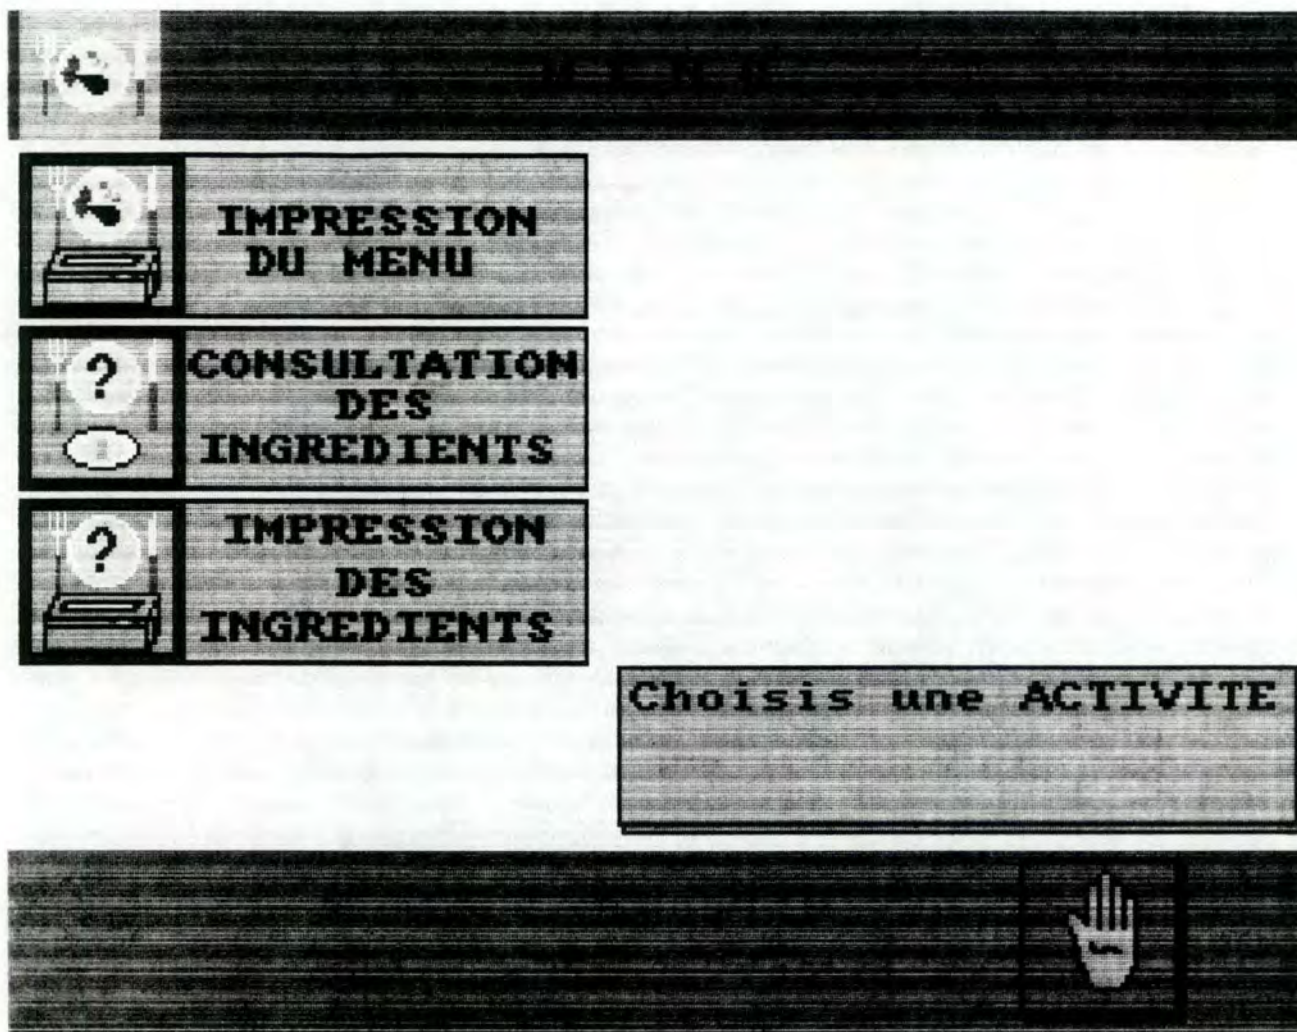 M E N U
IMPRESSION
DU MENU
?
CONSULTATION
DES
INGREDIENTS
?
IMPRESSION
DES
INGREDIENTS
Choisis une ACTIVITE